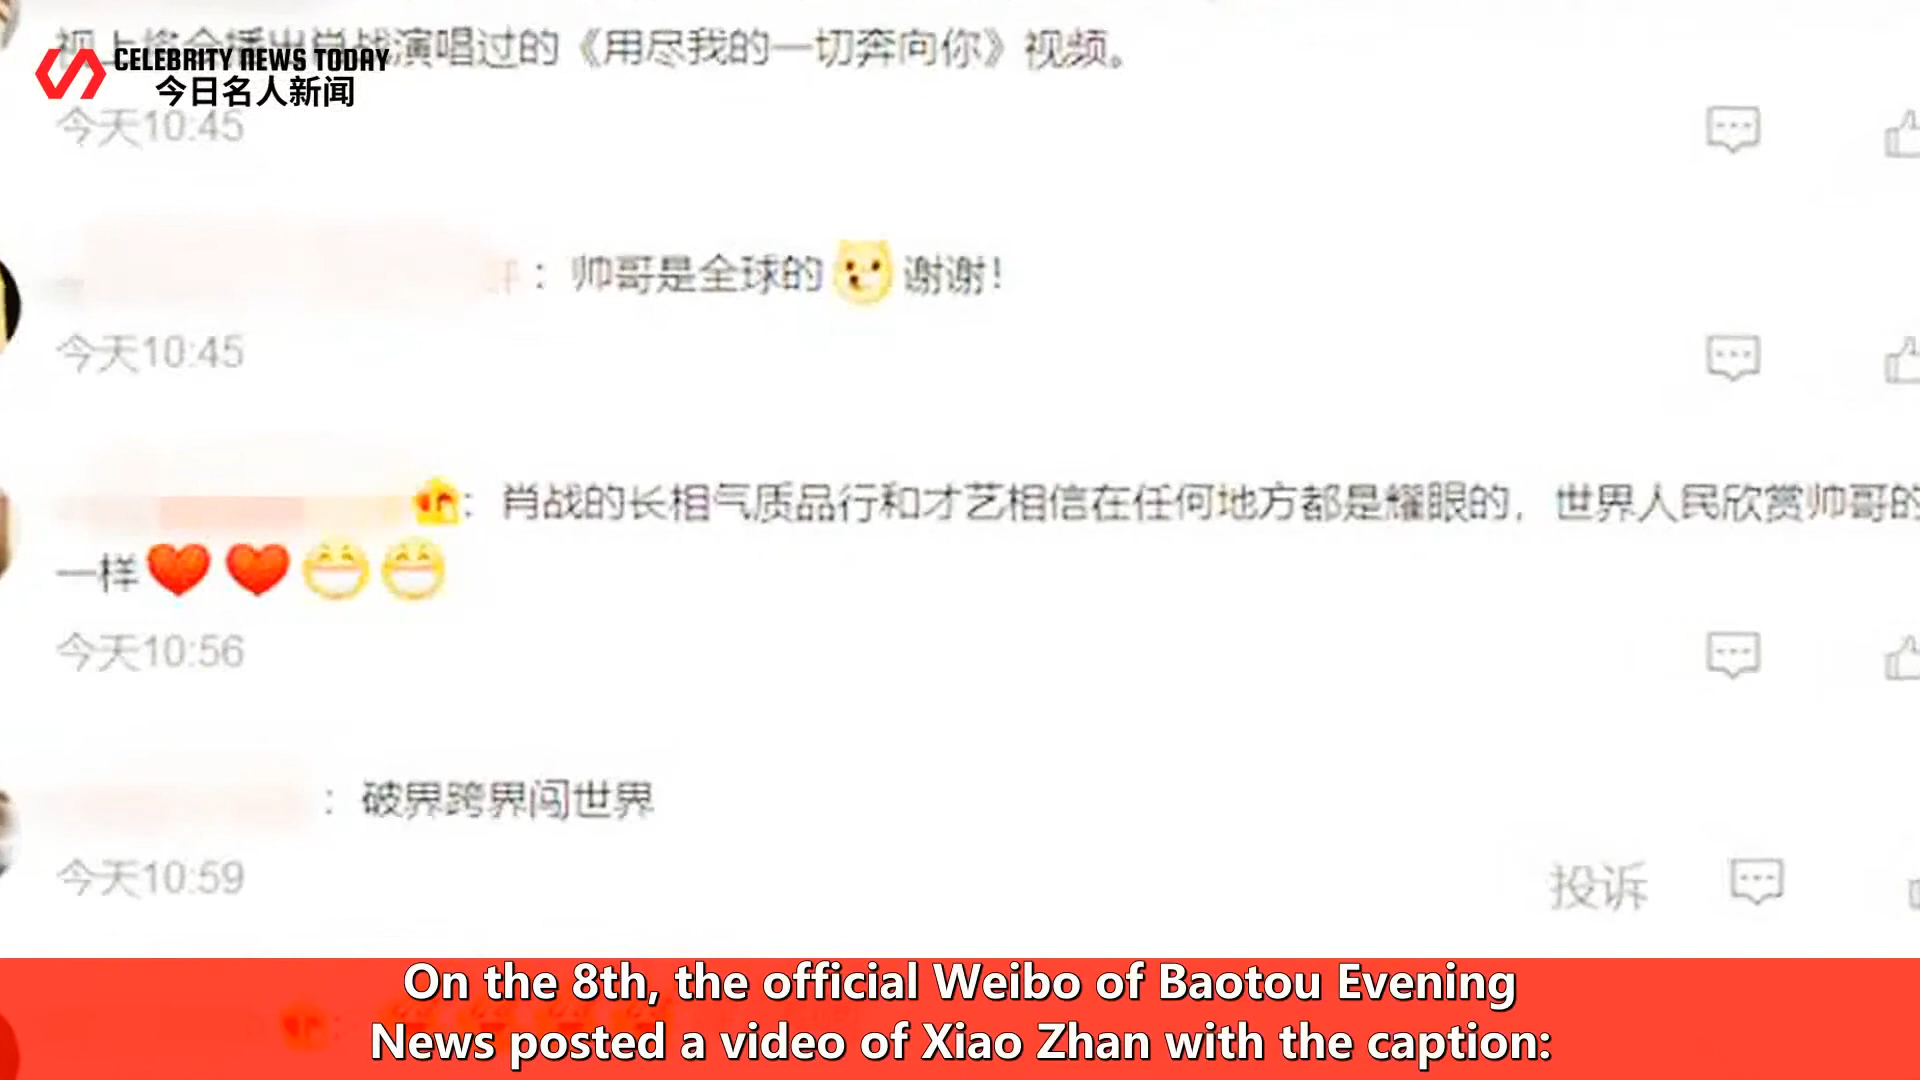 CELEBRITY NEWS TODAY
今日名人新闻
演唱过的《用尽我的一切奔向你》视频。
今天10:45
：帅哥是全球的 谢谢！
今天10:45
：肖战的长相气质品行和才艺相信在任何地方都是耀眼的，世界人民欣赏帅哥的
一样
今天10:56
：破界跨界闯世界
今天10:59
投诉
On the 8th, the official Weibo of Baotou Evening
News posted a video of Xiao Zhan with the caption: